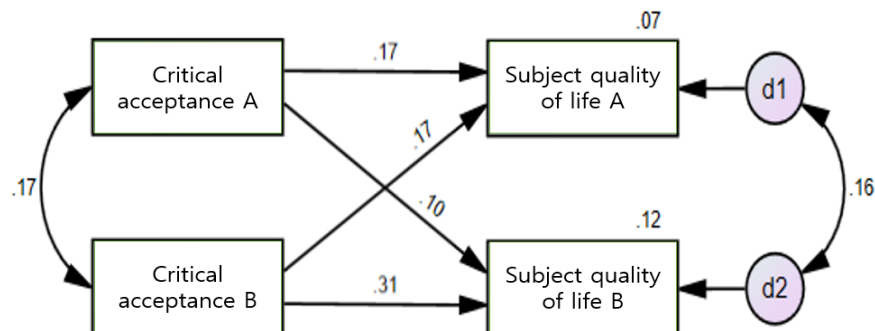 .07
.17
Critical
acceptance A
Subject quality
of life A
d1
.17
.17
.10
.16
.12
Critical
acceptance B
.31
Subject quality
of life B
d2